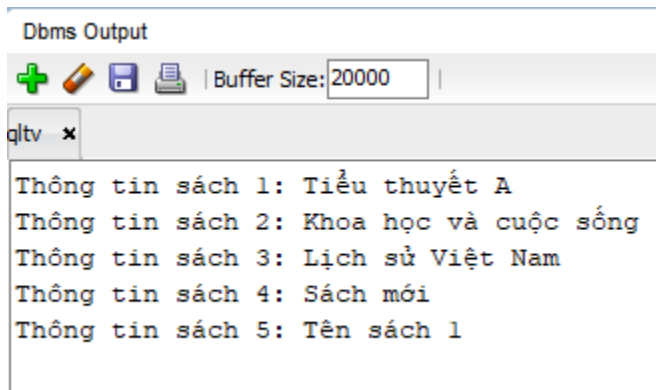 Dbms Output
Buffer Size: 20000
qltv
Thông tin sách 1: Tiểu thuyết A
Thông tin sách 2: Khoa học và cuộc sống
Thông tin sách 3: Lịch sử Việt Nam
Thông tin sách 4: Sách mới
Thông tin sách 5: Tên sách 1